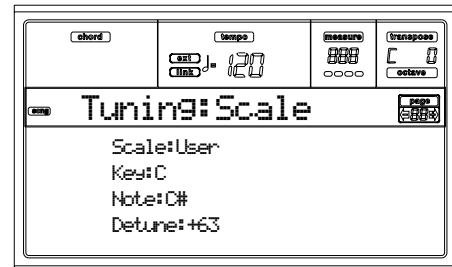 chord tempo measure transpose
ext
link
120
888
C 0
octave
song Tuning:Scale page
88
Scale:User
Key:C
Note:C#
Detune:+63